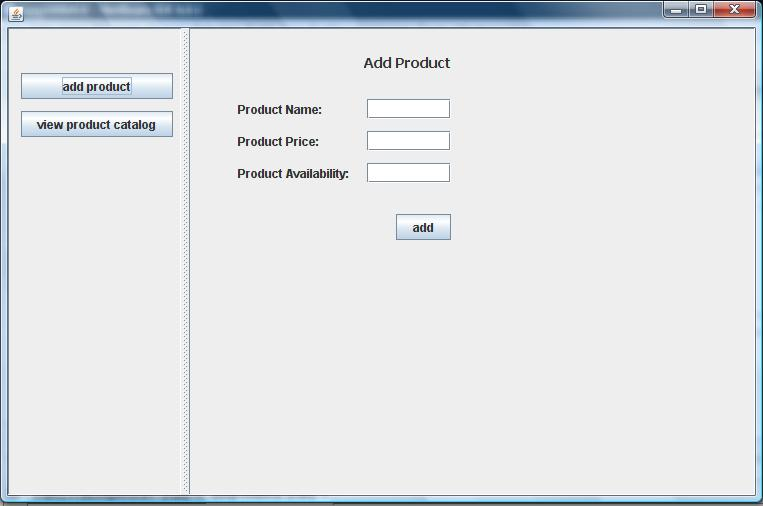 add product
view product catalog
Add Product
Product Name:
Product Price:
Product Availability:
add